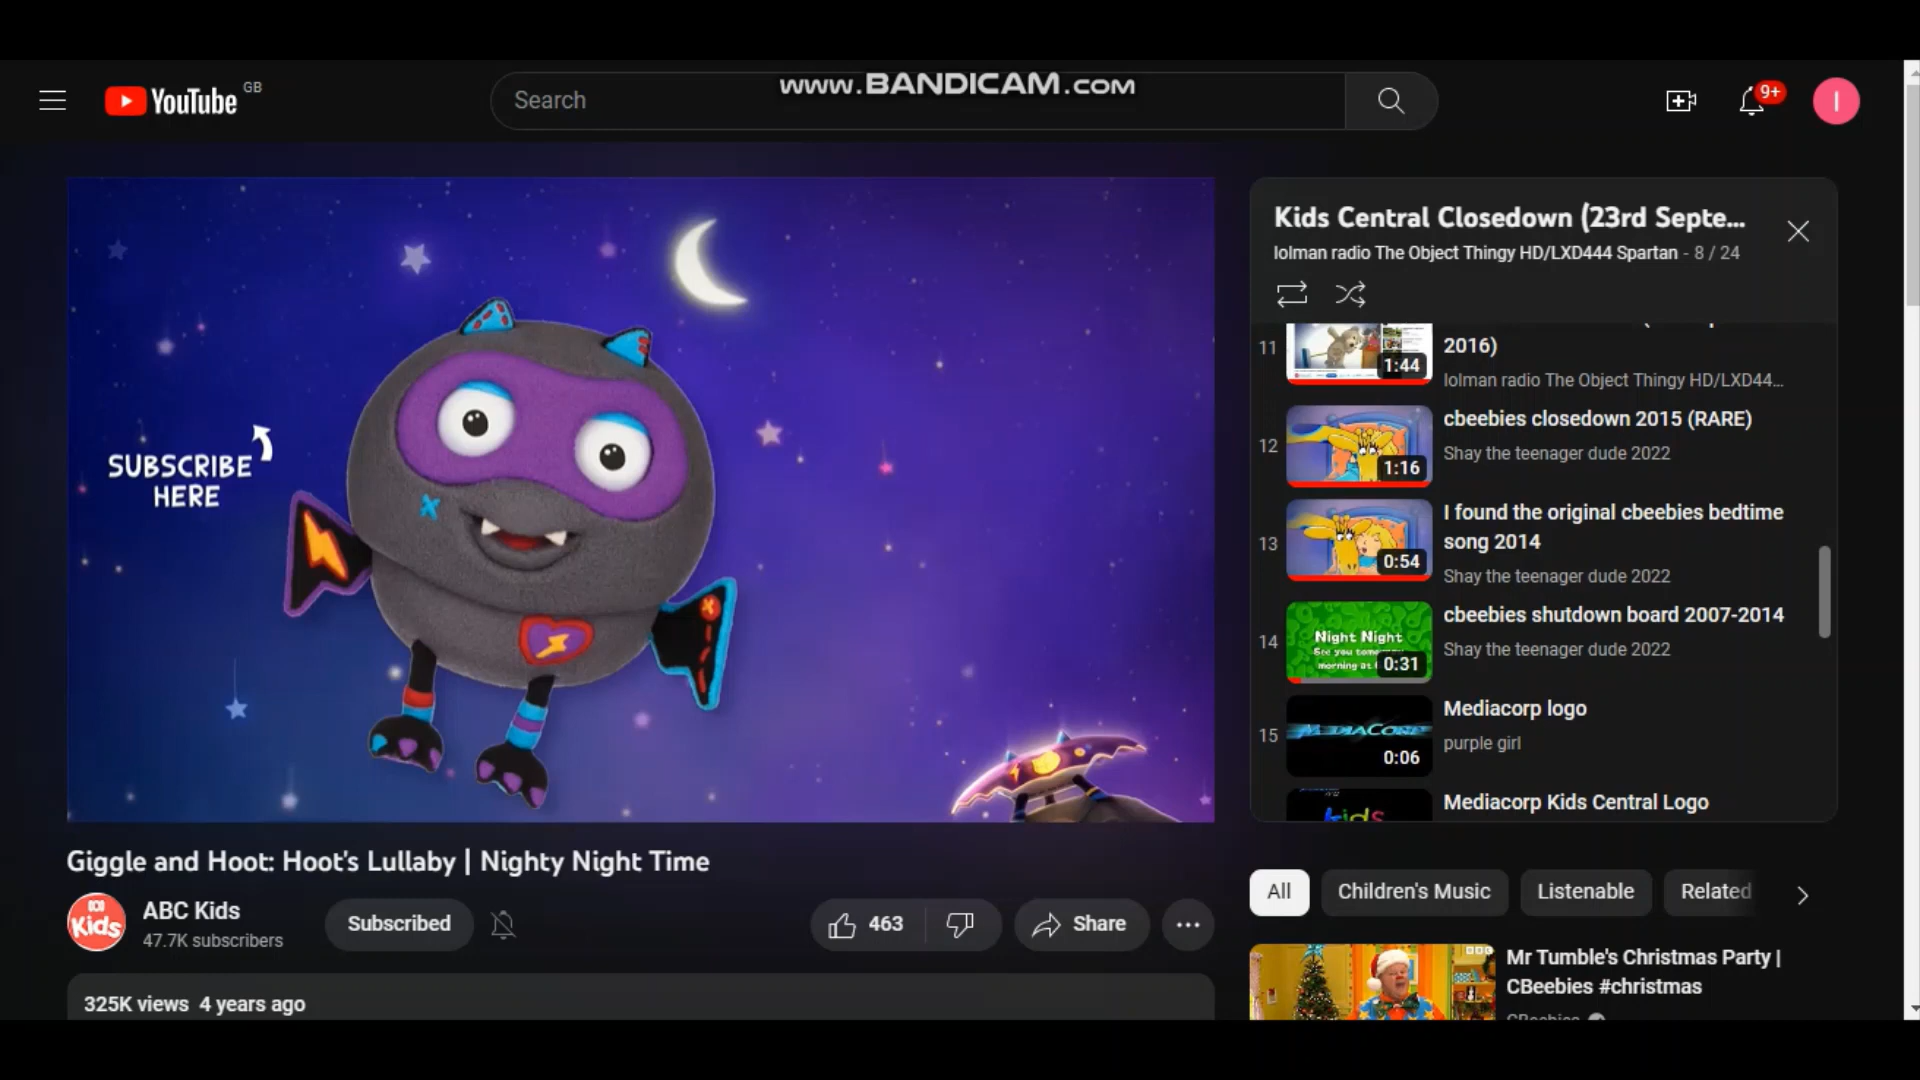 YouTube GB
Search
www.BANDICAM.com
9+
I
SUBSCRIBE
HERE
Kids Central Closedown (23rd Septe...
lolman radio The Object Thingy HD/LXD444 Spartan - 8 / 24
11
1:44
2016)
lolman radio The Object Thingy HD/LXD44...
12
1:16
cbeebies closedown 2015 (RARE)
Shay the teenager dude 2022
13
0:54
I found the original cbeebies bedtime
song 2014
Shay the teenager dude 2022
14
Night Night
See you tomo
morning at
0:31
cbeebies shutdown board 2007-2014
Shay the teenager dude 2022
15
MEDIACORP
0:06
Mediacorp logo
purple girl
kids
Mediacorp Kids Central Logo
Giggle and Hoot: Hoot's Lullaby | Nighty Night Time
Kids
ABC Kids
47.7K subscribers
Subscribed
463
Share
325K views 4 years ago
All
Children's Music
Listenable
Related
BBC
Mr Tumble's Christmas Party |
CBeebies #christmas
CBeebies